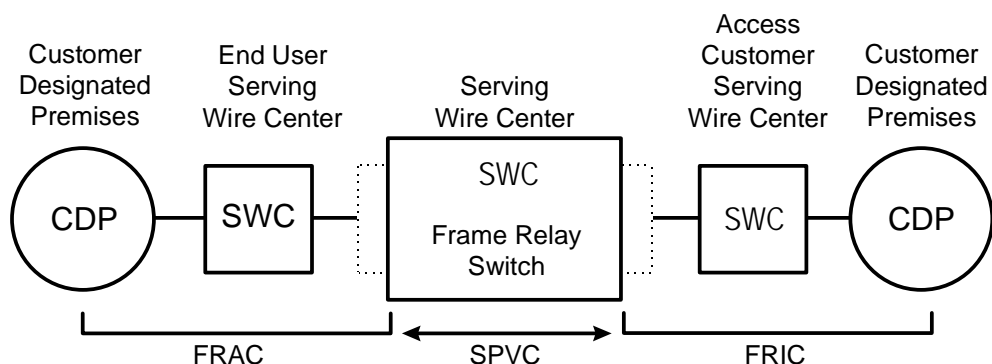 Customer
Designated
Premises
End User
Serving
Wire Center
Serving
Wire Center
Access
Customer
Serving
Wire Center
Customer
Designated
Premises
CDP
SWC
SWC
Frame Relay
Switch
SWC
CDP
FRAC
SPVC
FRIC